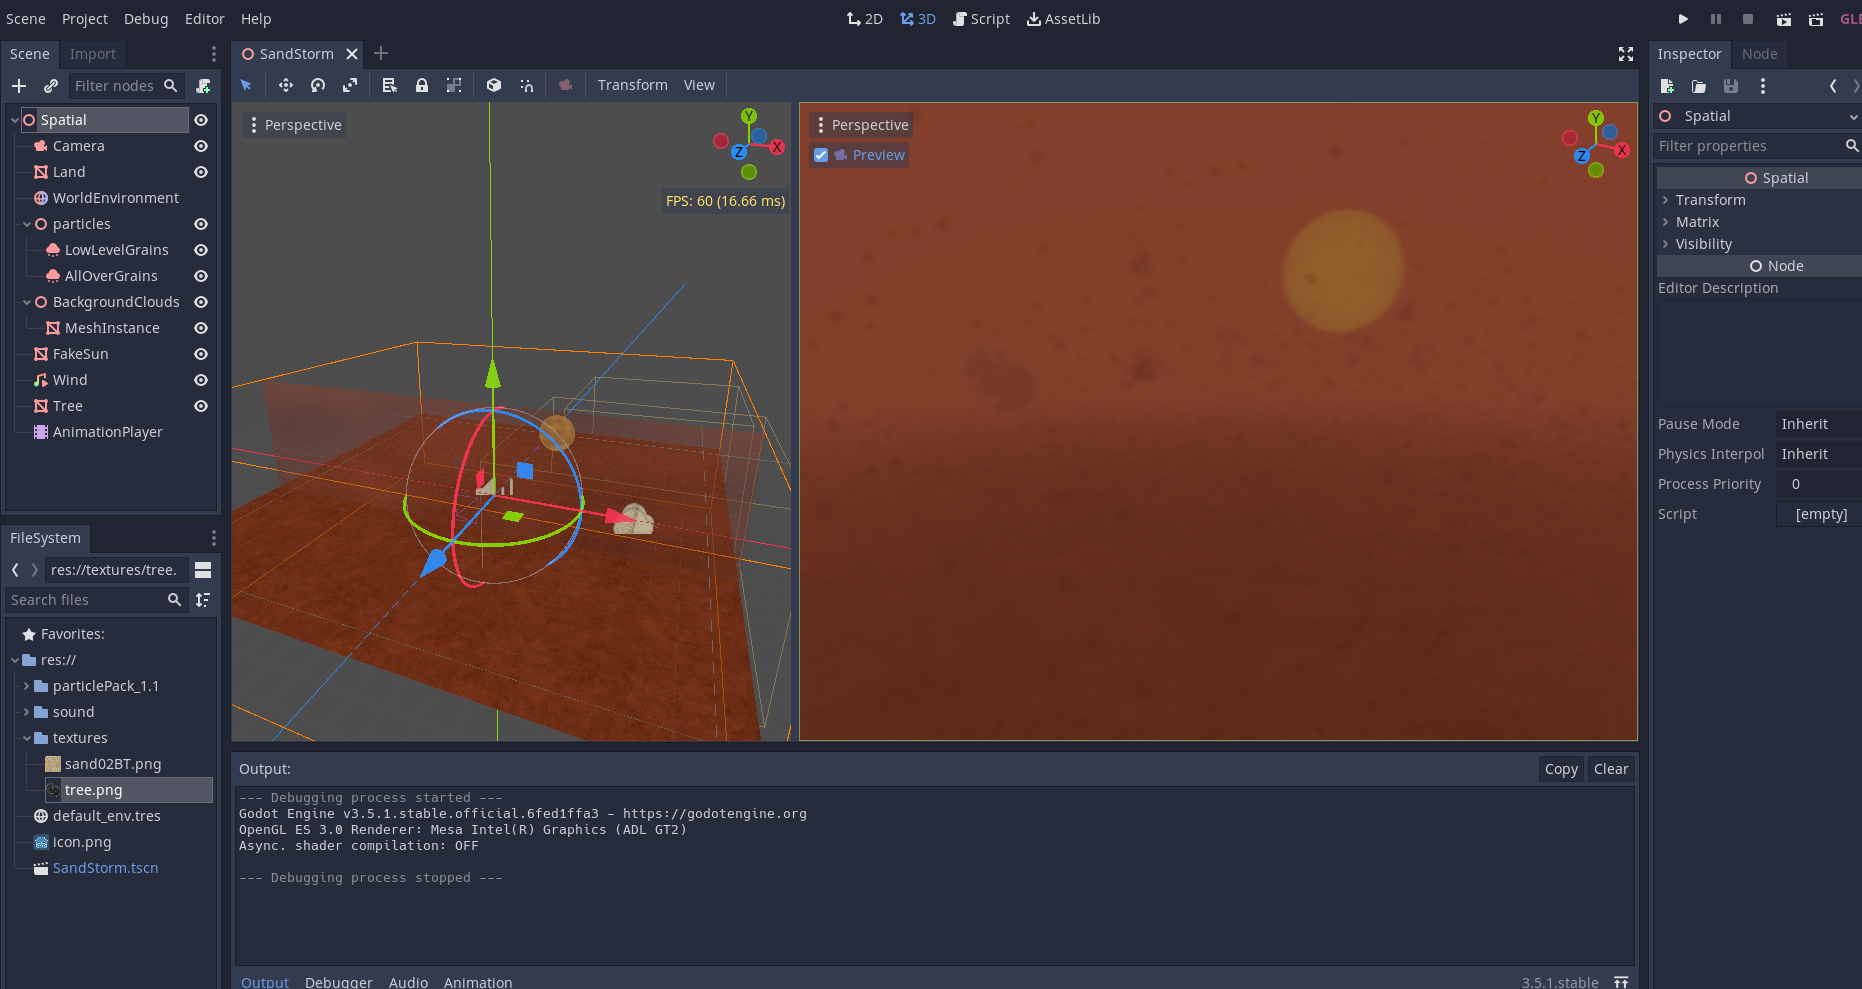 Scene Project Debug Editor Help
2D 3D Script AssetLib
GLE
Scene Import
SandStorm
Inspector Node
Filter nodes
Transform View
Spatial
Camera
Land
WorldEnvironment
particles
LowLevelGrains
AllOverGrains
BackgroundClouds
MeshInstance
FakeSun
Wind
Tree
AnimationPlayer
Perspective
Y
X
Z
FPS: 60 (16.66 ms)
Perspective
Preview
Y
X
Z
Spatial
Filter properties
Spatial
Transform
Matrix
Visibility
Node
Editor Description
Pause Mode Inherit
Physics Interpol Inherit
Process Priority 0
Script [empty]
FileSystem
res://textures/tree.
Search files
Favorites:
res://
particlePack_1.1
sound
textures
sand02BT.png
tree.png
default_env.tres
icon.png
SandStorm.tscn
Output:
Copy Clear
--- Debugging process started ---
Godot Engine v3.5.1.stable.official.6fed1ffa3 - https://godotengine.org
OpenGL ES 3.0 Renderer: Mesa Intel(R) Graphics (ADL GT2)
Async. shader compilation: OFF
--- Debugging process stopped ---
Output Debugger Audio Animation
3.5.1.stable